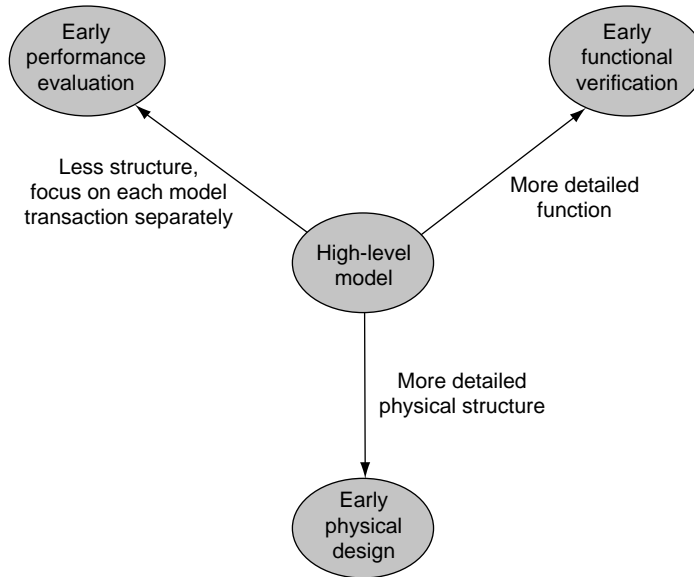 Early
performance
evaluation
Early
functional
verification
Less structure,
focus on each model
transaction separately
More detailed
function
High-level
model
More detailed
physical structure
Early
physical
design